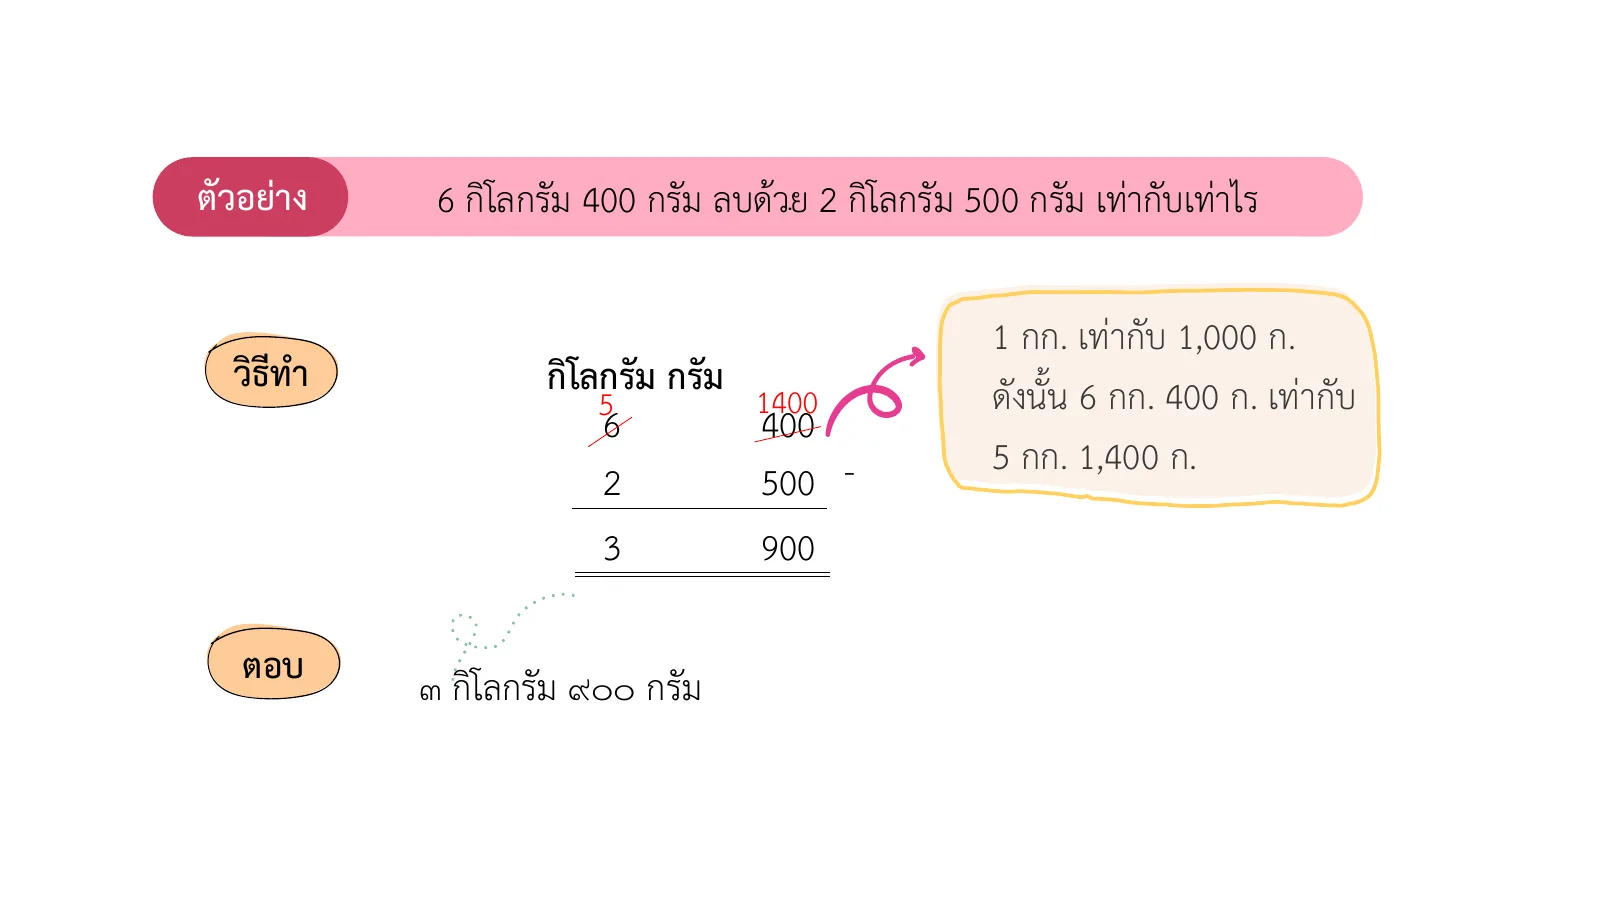 ตัวอย่าง 6 กิโลกรัม 400 กรัม ลบด้วย 2 กิโลกรัม 500 กรัม เท่ากับเท่าไร
วิธีทำ
กิโลกรัม กรัม
5 1400
6 400
2 500 -
3 900
1 กก. เท่ากับ 1,000 ก.
ดังนั้น 6 กก. 400 ก. เท่ากับ
5 กก. 1,400 ก.
ตอบ
๓ กิโลกรัม ๙๐๐ กรัม